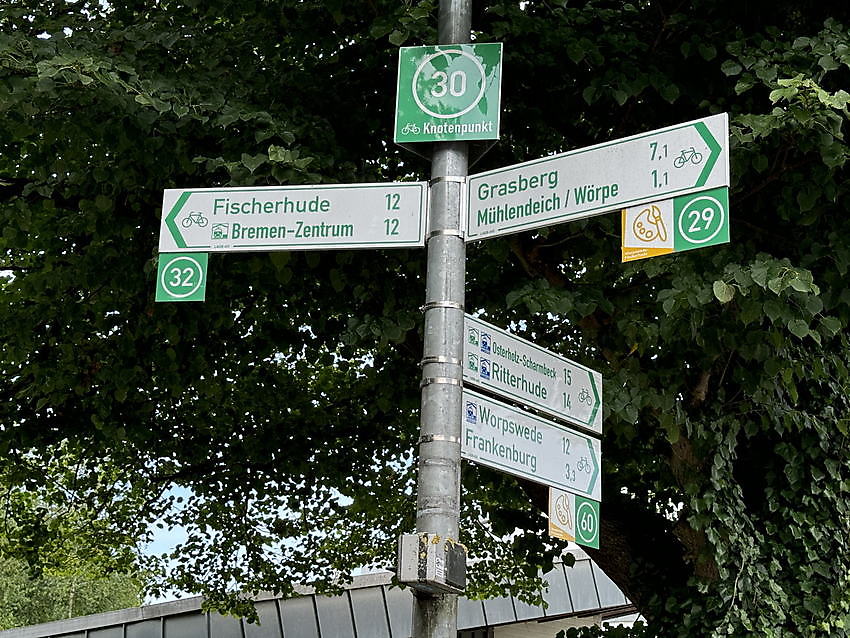 30
Knotenpunkt
Fischerhude 12
Bremen-Zentrum 12
32
Grasberg 7,1
Mühlendeich / Wörpe 1,1
29
Osterholz-Scharmbeck 15
Ritterhude 14
Worpswede 12
Frankenburg 3,3
60